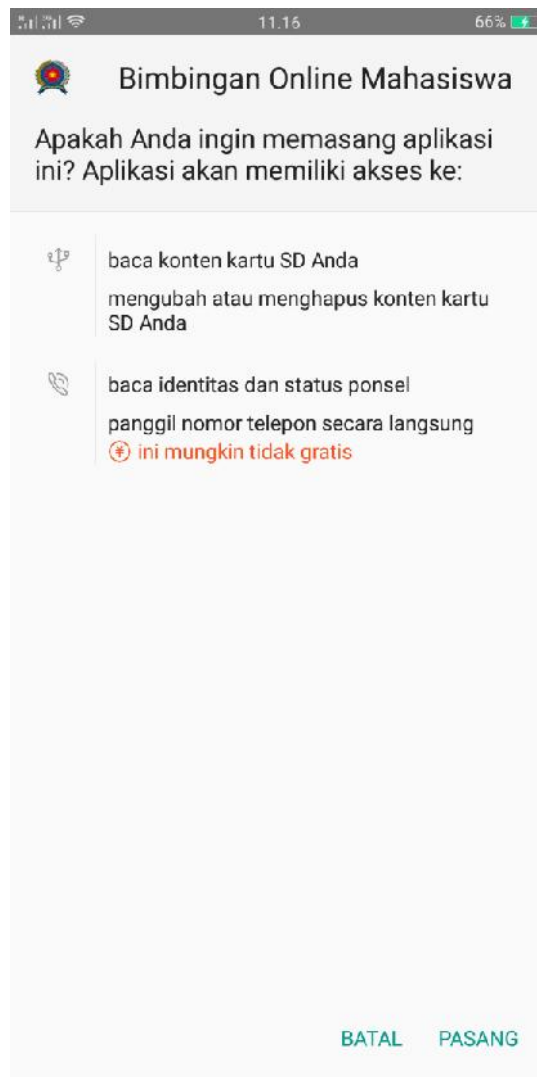 11.16
66%
Bimbingan Online Mahasiswa
Apakah Anda ingin memasang aplikasi
ini? Aplikasi akan memiliki akses ke:
baca konten kartu SD Anda
mengubah atau menghapus konten kartu
SD Anda
baca identitas dan status ponsel
panggil nomor telepon secara langsung
¥ ini mungkin tidak gratis
BATAL PASANG